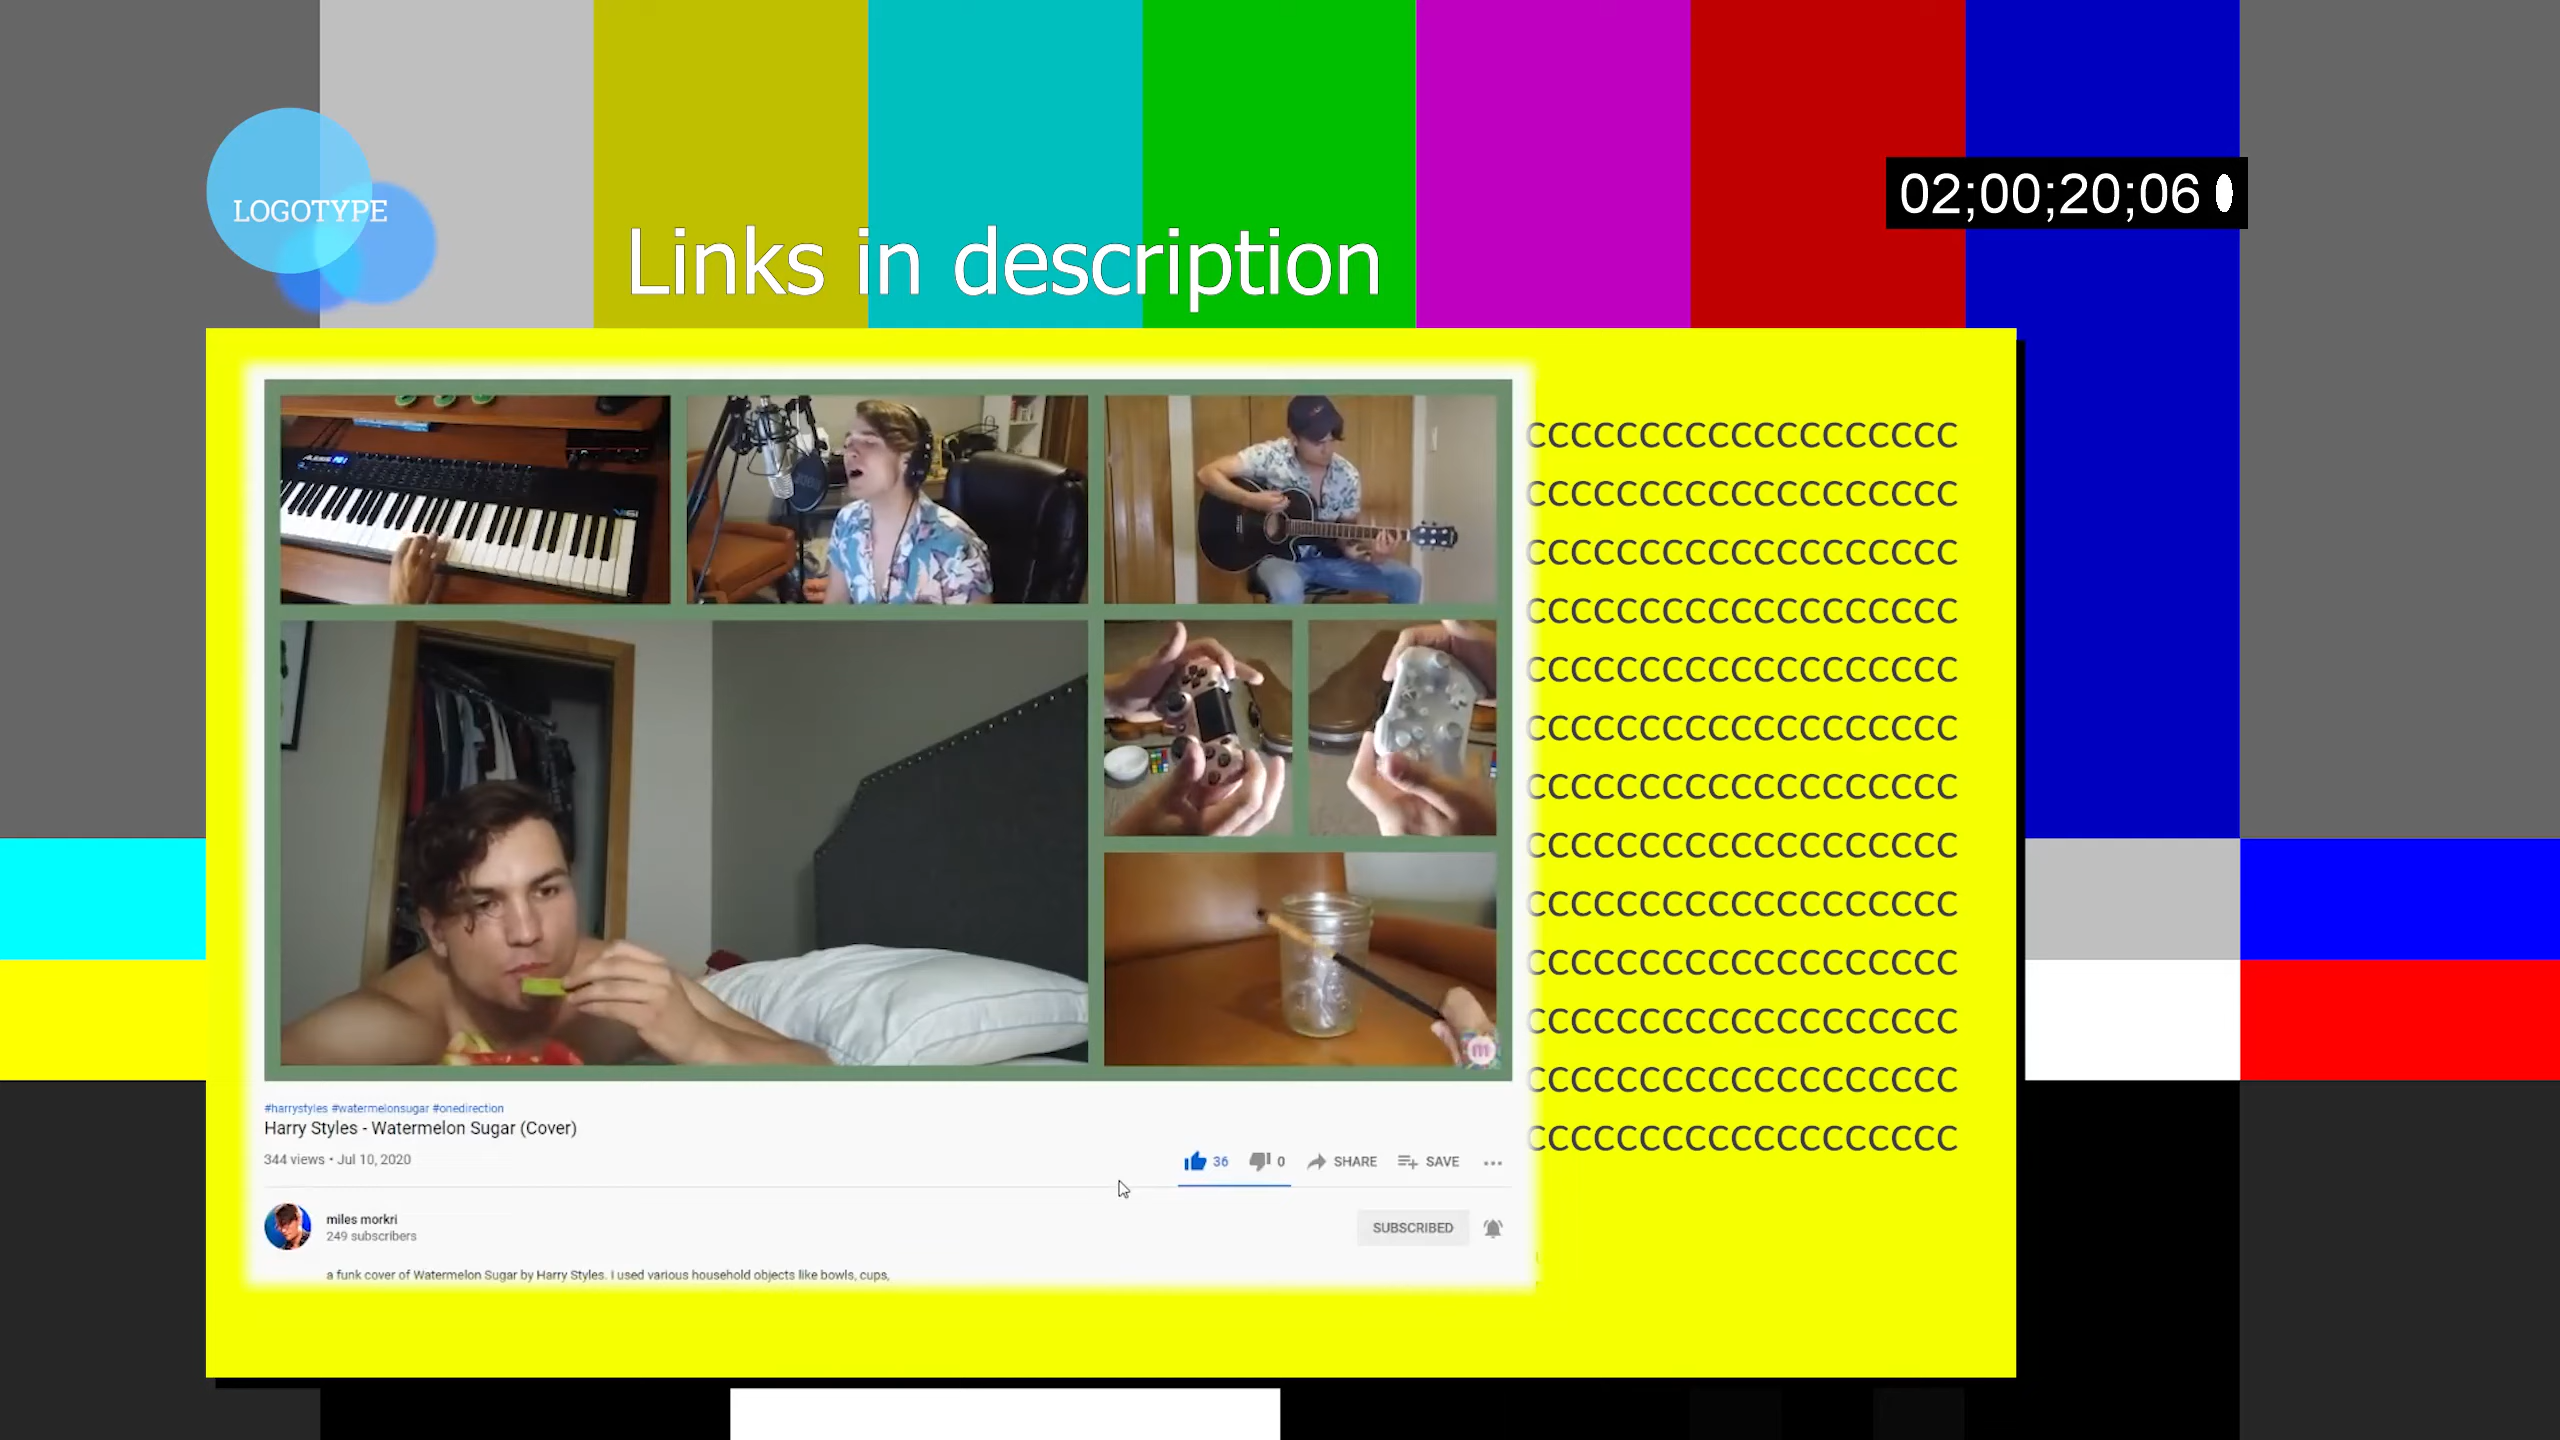 LOGOTYPE
02;00;20;06
Links in description
CCCCCCCCCCCCCCCCCCC
CCCCCCCCCCCCCCCCCCC
CCCCCCCCCCCCCCCCCCC
CCCCCCCCCCCCCCCCCCC
CCCCCCCCCCCCCCCCCCC
CCCCCCCCCCCCCCCCCCC
CCCCCCCCCCCCCCCCCCC
CCCCCCCCCCCCCCCCCCC
CCCCCCCCCCCCCCCCCCC
CCCCCCCCCCCCCCCCCCC
CCCCCCCCCCCCCCCCCCC
CCCCCCCCCCCCCCCCCCC
CCCCCCCCCCCCCCCCCCC
ALESIS
VI61
m
#harrystyles #watermelonsugar #onedirection
Harry Styles - Watermelon Sugar (Cover)
344 views • Jul 10, 2020
36 0 SHARE SAVE ...
miles morkri
249 subscribers
SUBSCRIBED
a funk cover of Watermelon Sugar by Harry Styles. I used various household objects like bowls, cups,